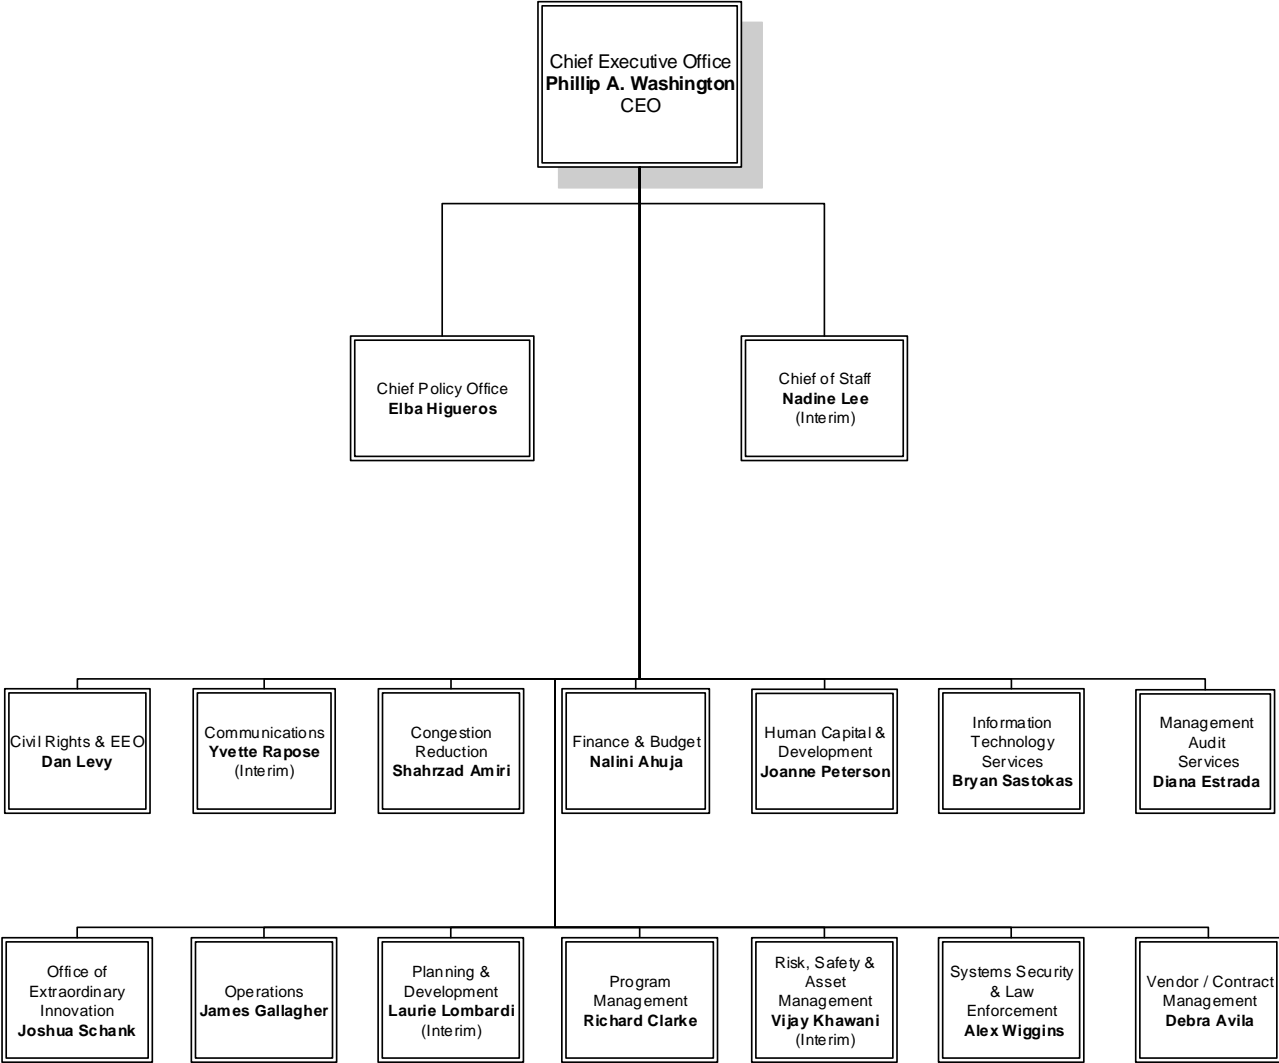 Chief Executive Office
Phillip A. Washington
CEO
Chief Policy Office
Elba Higueros
Chief of Staff
Nadine Lee
(Interim)
Civil Rights & EEO
Dan Levy
Communications
Yvette Rapose
(Interim)
Congestion
Reduction
Shahrzad Amiri
Finance & Budget
Nalini Ahuja
Human Capital &
Development
Joanne Peterson
Information
Technology
Services
Bryan Sastokas
Management
Audit
Services
Diana Estrada
Office of
Extraordinary
Innovation
Joshua Schank
Operations
James Gallagher
Planning &
Development
Laurie Lombardi
(Interim)
Program
Management
Richard Clarke
Risk, Safety &
Asset
Management
Vijay Khawani
(Interim)
Systems Security
& Law
Enforcement
Alex Wiggins
Vendor / Contract
Management
Debra Avila